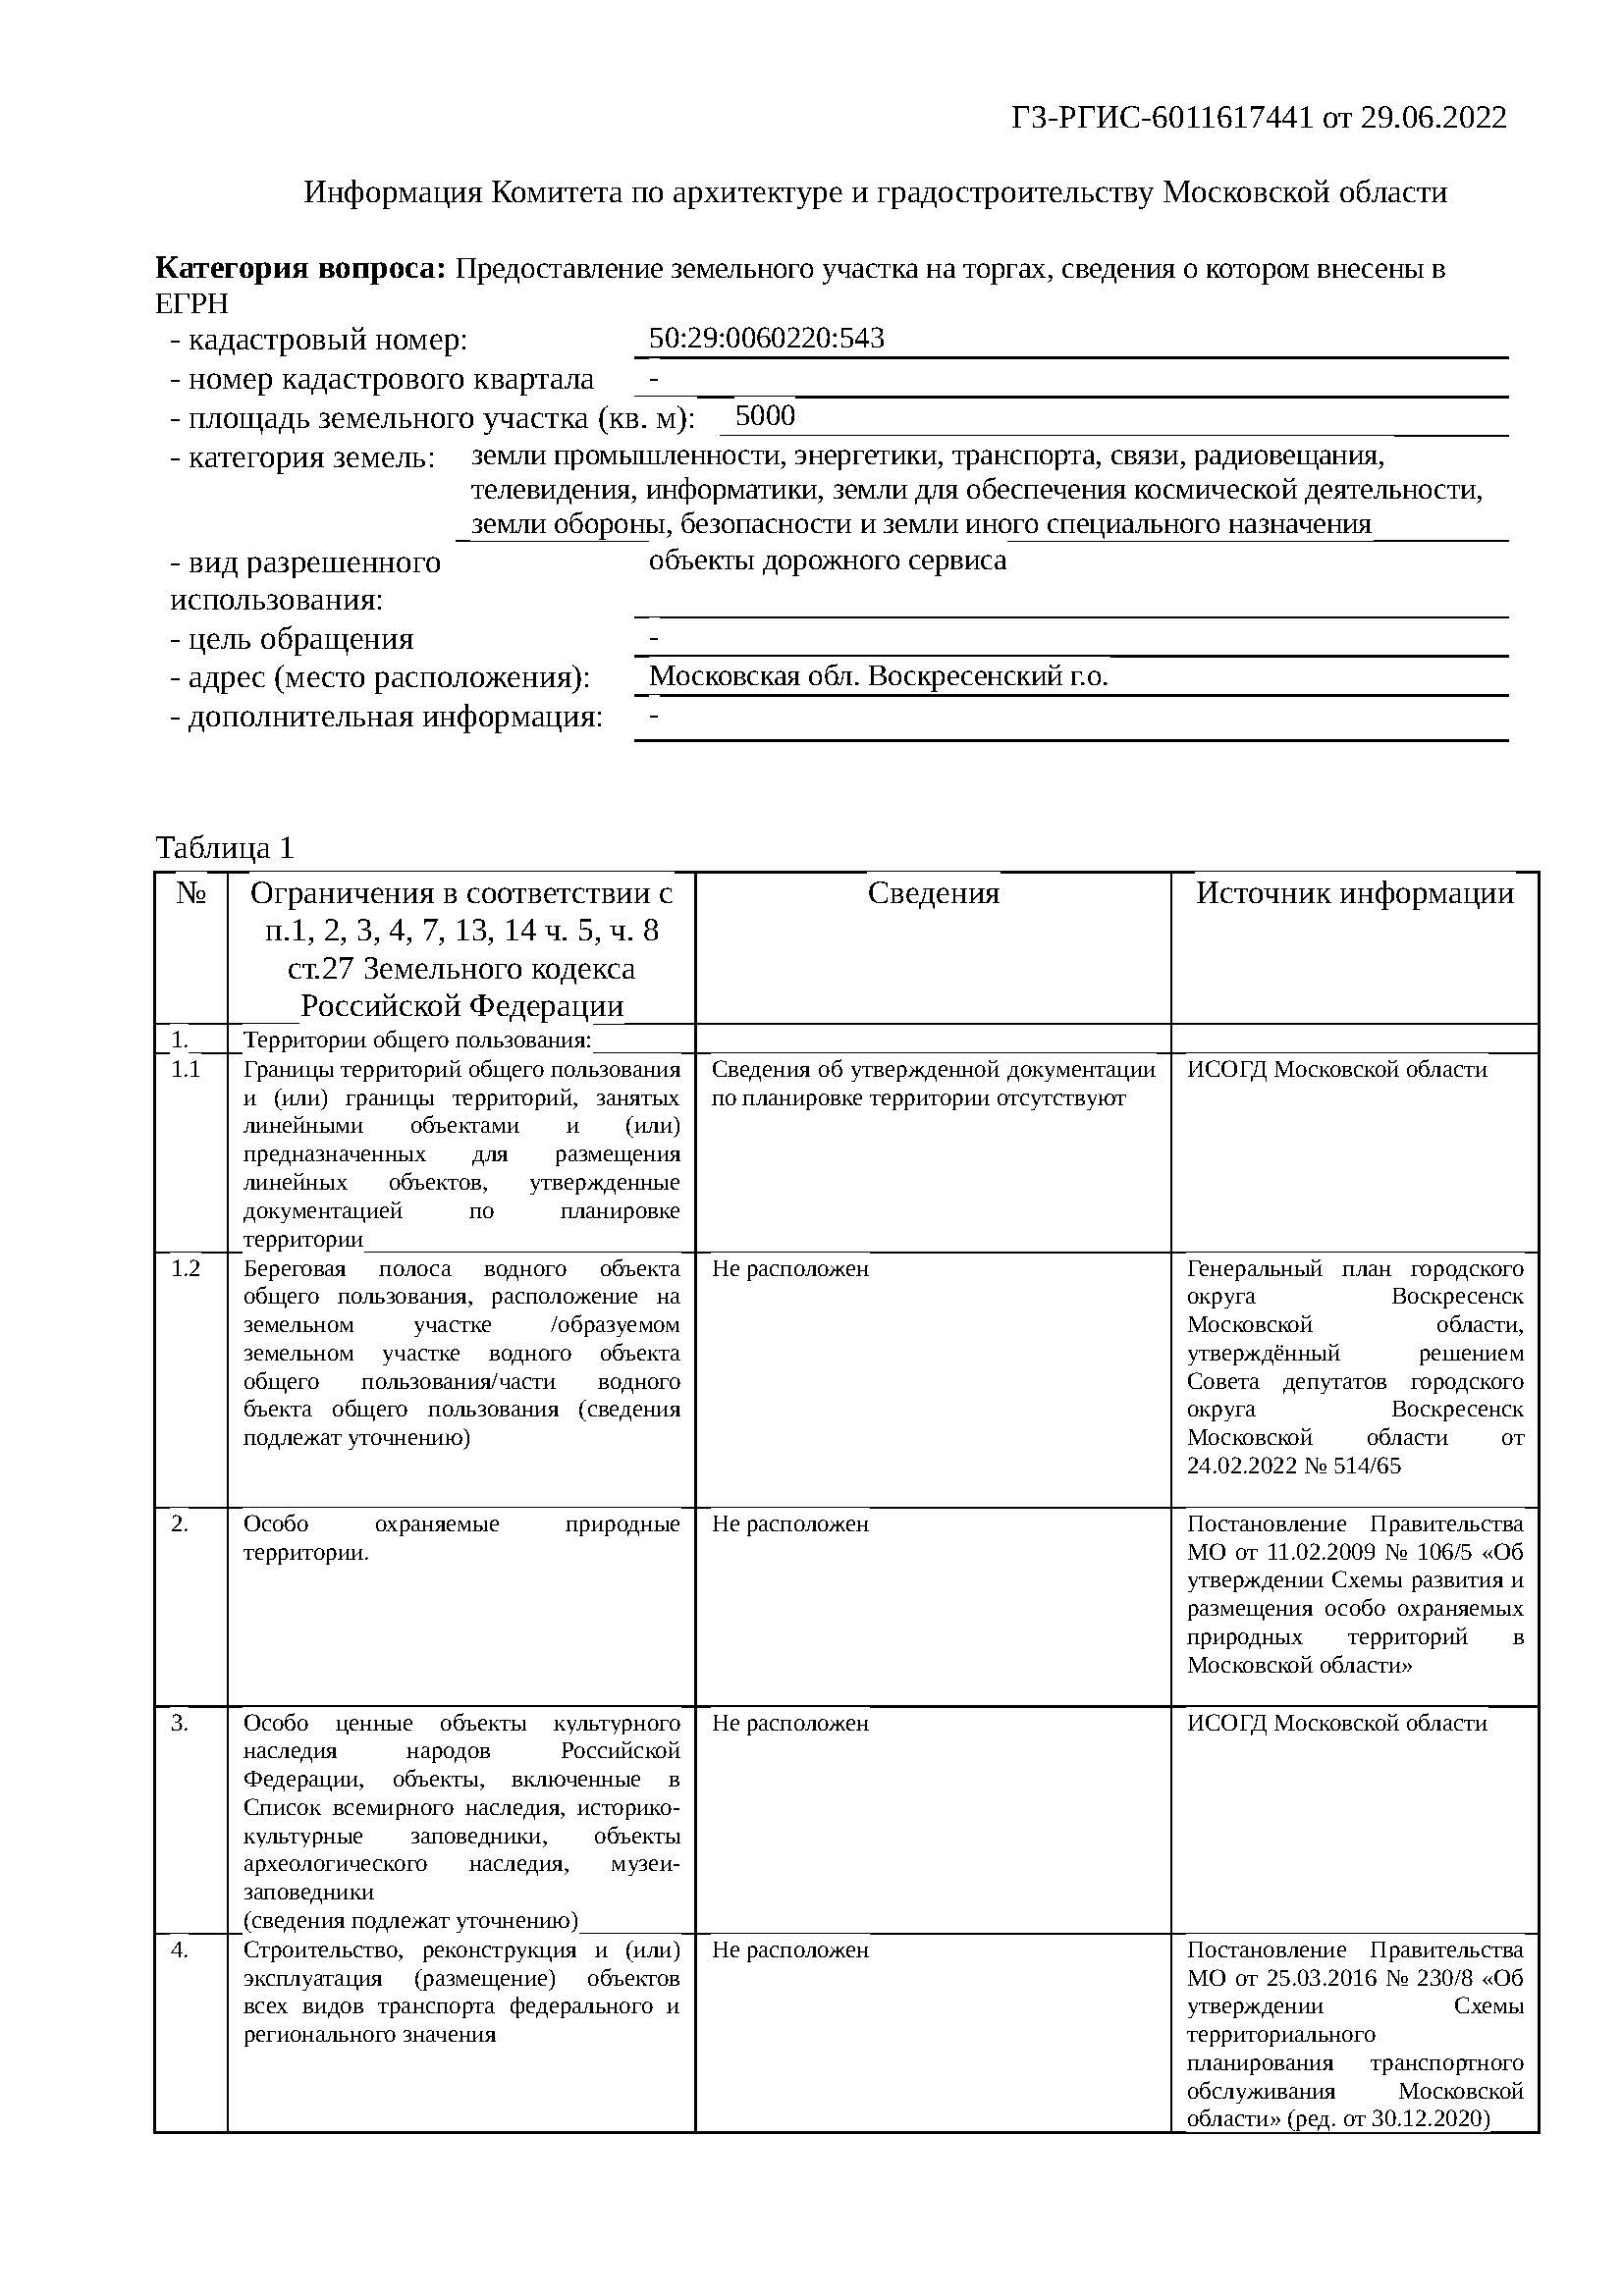 ГЗ-РГИС-6011617441 от 29.06.2022
Информация Комитета по архитектуре и градостроительству Московской области
Категория вопроса: Предоставление земельного участка на торгах, сведения о котором внесены в
ЕГРН
- кадастровый номер: 50:29:0060220:543
- номер кадастрового квартала -
- площадь земельного участка (кв. м): 5000
- категория земель: земли промышленности, энергетики, транспорта, связи, радиовещания,
телевидения, информатики, земли для обеспечения космической деятельности,
земли обороны, безопасности и земли иного специального назначения
- вид разрешенного объекты дорожного сервиса
использования:
- цель обращения -
- адрес (место расположения): Московская обл. Воскресенский г.о.
- дополнительная информация: -
Таблица 1
№
Ограничения в соответствии с
п.1, 2, 3, 4, 7, 13, 14 ч. 5, ч. 8
ст.27 Земельного кодекса
Российской Федерации
Сведения
Источник информации
1.
Территории общего пользования:
1.1
Границы территорий общего пользования
и (или) границы территорий, занятых
линейными объектами и (или)
предназначенных для размещения
линейных объектов, утвержденные
документацией по планировке
территории
Сведения об утвержденной документации
по планировке территории отсутствуют
ИСОГД Московской области
1.2
Береговая полоса водного объекта
общего пользования, расположение на
земельном участке /образуемом
земельном участке водного объекта
общего пользования/части водного
бъекта общего пользования (сведения
подлежат уточнению)
Не расположен
Генеральный план городского
округа Воскресенск
Московской области,
утверждённый решением
Совета депутатов городского
округа Воскресенск
Московской области от
24.02.2022 № 514/65
2.
Особо охраняемые природные
территории.
Не расположен
Постановление Правительства
МО от 11.02.2009 № 106/5 «Об
утверждении Схемы развития и
размещения особо охраняемых
природных территорий в
Московской области»
3.
Особо ценные объекты культурного
наследия народов Российской
Федерации, объекты, включенные в
Список всемирного наследия, историко-
культурные заповедники, объекты
археологического наследия, музеи-
заповедники
(сведения подлежат уточнению)
Не расположен
ИСОГД Московской области
4.
Строительство, реконструкция и (или)
эксплуатация (размещение) объектов
всех видов транспорта федерального и
регионального значения
Не расположен
Постановление Правительства
МО от 25.03.2016 № 230/8 «Об
утверждении Схемы
территориального
планирования транспортного
обслуживания Московской
области» (ред. от 30.12.2020)